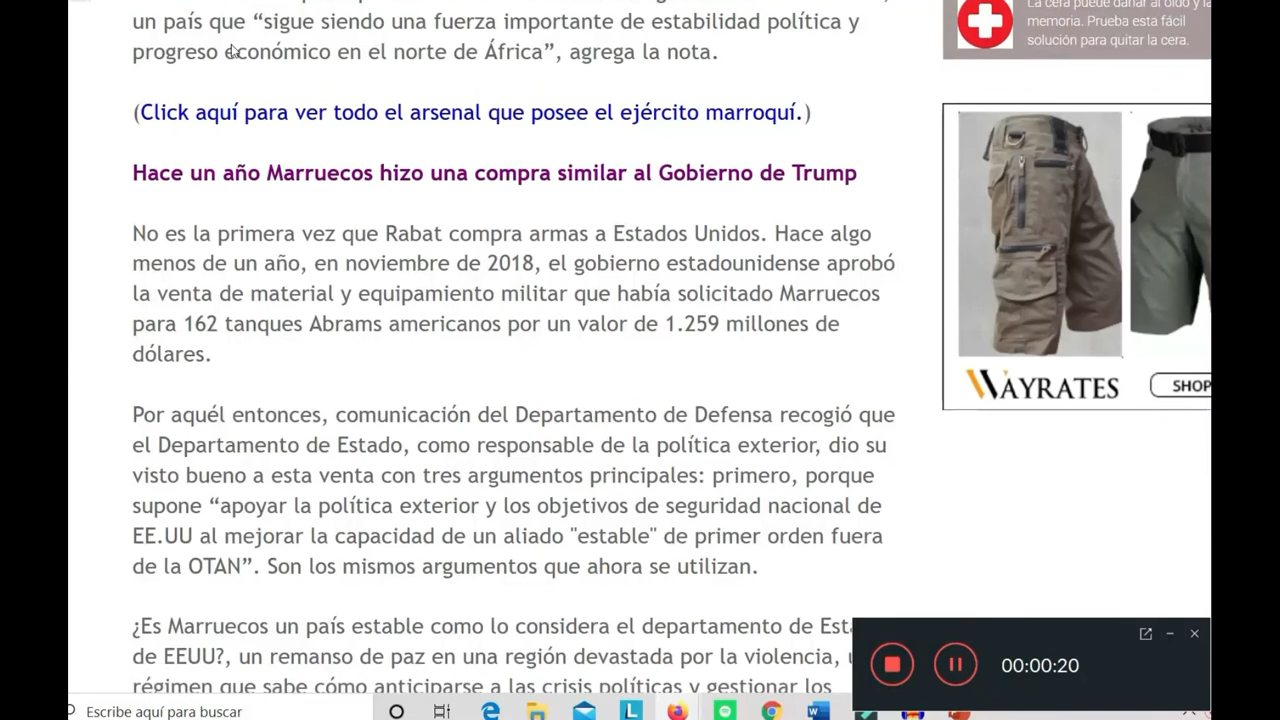 un país que “sigue siendo una fuerza importante de estabilidad política y
progreso económico en el norte de África”, agrega la nota.
(Click aquí para ver todo el arsenal que posee el ejército marroquí.)
Hace un año Marruecos hizo una compra similar al Gobierno de Trump
No es la primera vez que Rabat compra armas a Estados Unidos. Hace algo
menos de un año, en noviembre de 2018, el gobierno estadounidense aprobó
la venta de material y equipamiento militar que había solicitado Marruecos
para 162 tanques Abrams americanos por un valor de 1.259 millones de
dólares.
Por aquél entonces, comunicación del Departamento de Defensa recogió que
el Departamento de Estado, como responsable de la política exterior, dio su
visto bueno a esta venta con tres argumentos principales: primero, porque
supone “apoyar la política exterior y los objetivos de seguridad nacional de
EE.UU al mejorar la capacidad de un aliado "estable" de primer orden fuera
de la OTAN”. Son los mismos argumentos que ahora se utilizan.
¿Es Marruecos un país estable como lo considera el departamento de
de EEUU?, un remanso de paz en una región devastada por la violencia,
régimen que sabe cómo anticiparse a las crisis políticas y gestionar los
La cera puede dañar al oído y la
memoria. Prueba esta fácil
solución para quitar la cera.
WAYRATES
SHOP
00:00:20
Escribe aquí para buscar